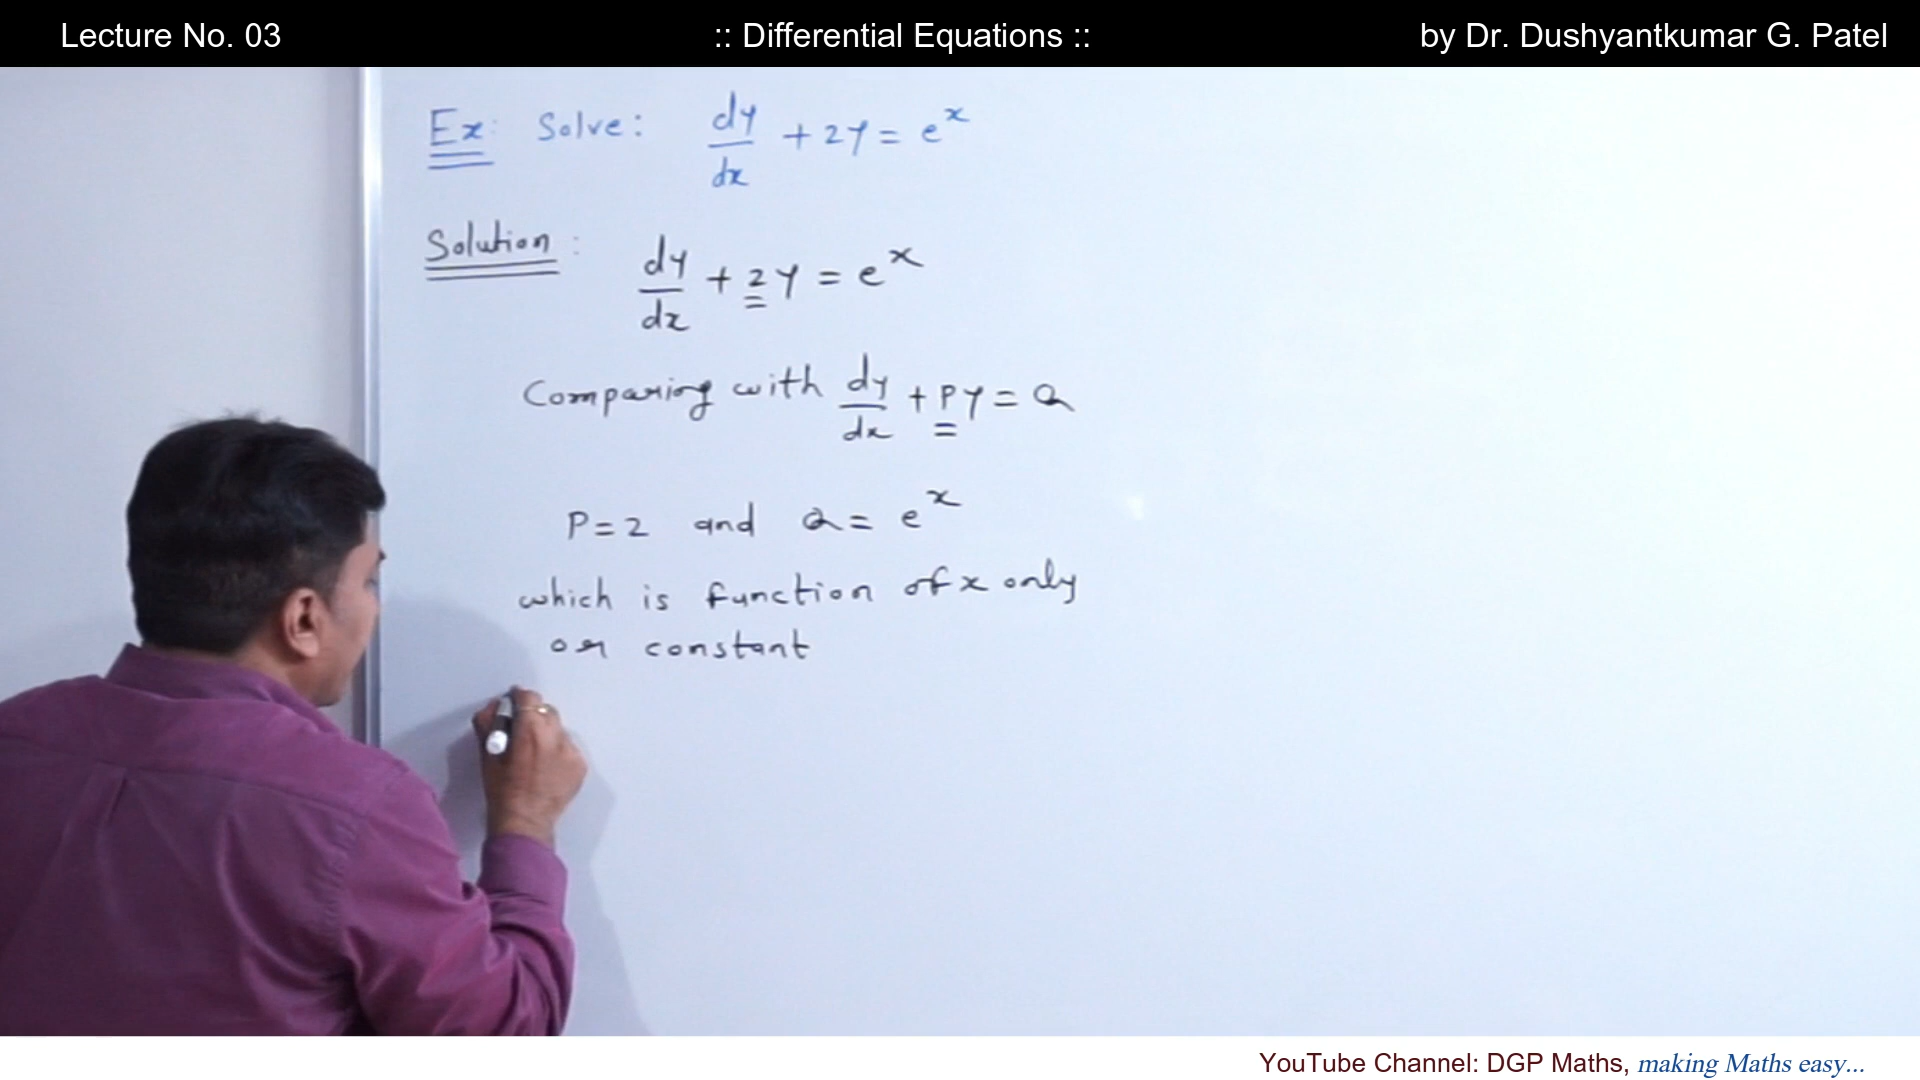 Lecture No. 03 :: Differential Equations :: by Dr. Dushyantkumar G. Patel
Ex: Solve: dy/dx + 2y = e^x
Solution: dy/dx + 2y = e^x
Comparing with dy/dx + Py = Q
P = 2 and Q = e^x
which is function of x only
or constant
YouTube Channel: DGP Maths, making Maths easy...